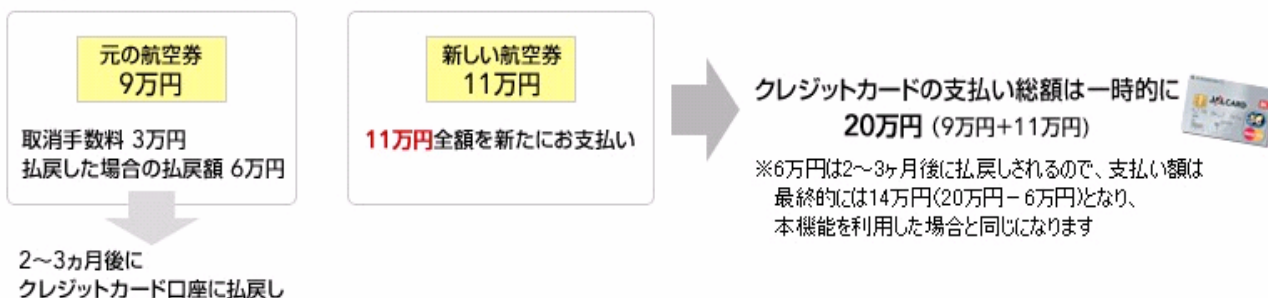 元の航空券
9万円
取消手数料 3万円
払戻した場合の払戻額 6万円
2～3ヵ月後に
クレジットカード口座に払戻し
新しい航空券
11万円
11万円全額を新たにお支払い
クレジットカードの支払い総額は一時的に
20万円（9万円+11万円）
※6万円は2～3ヶ月後に払戻しされるので、支払い額は
最終的には14万円(20万円－6万円)となり、
本機能を利用した場合と同じになります